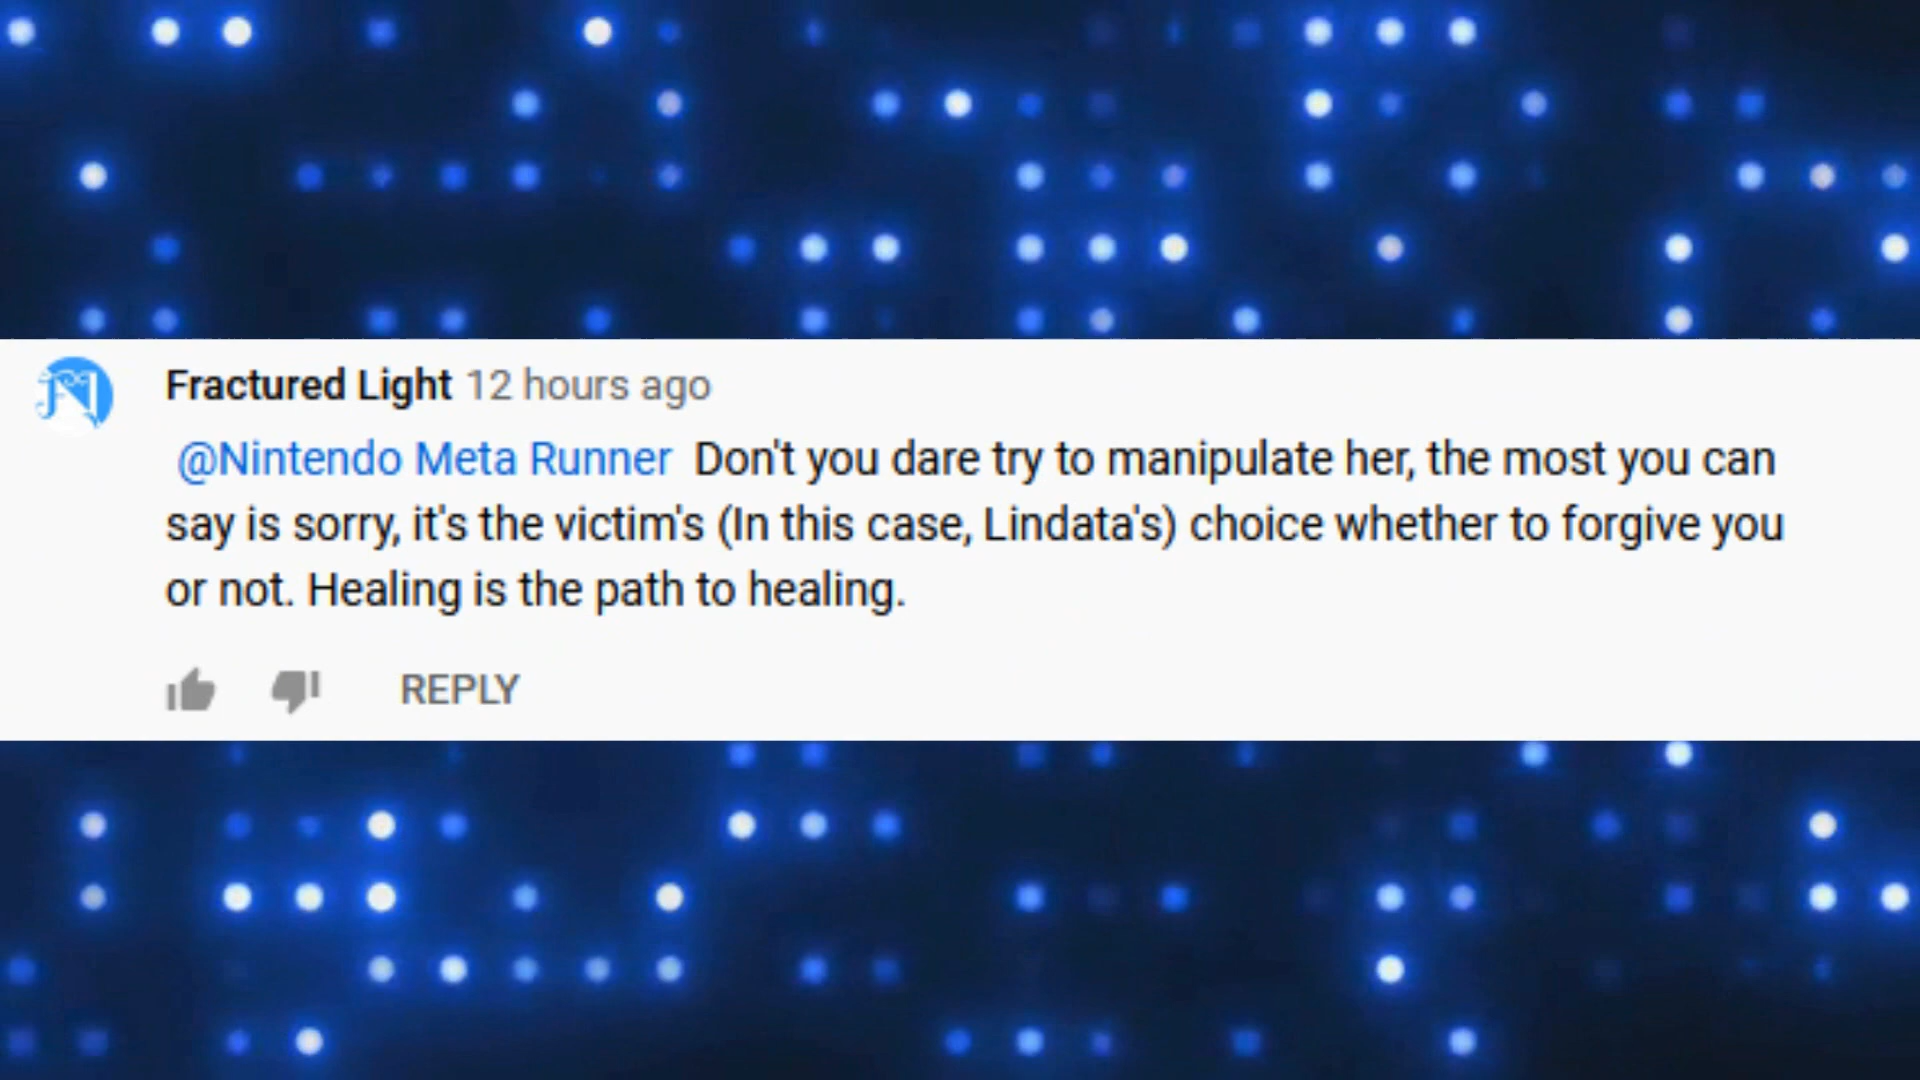 Fractured Light 12 hours ago
@Nintendo Meta Runner Don't you dare try to manipulate her, the most you can
say is sorry, it's the victim's (In this case, Lindata's) choice whether to forgive you
or not. Healing is the path to healing.
REPLY